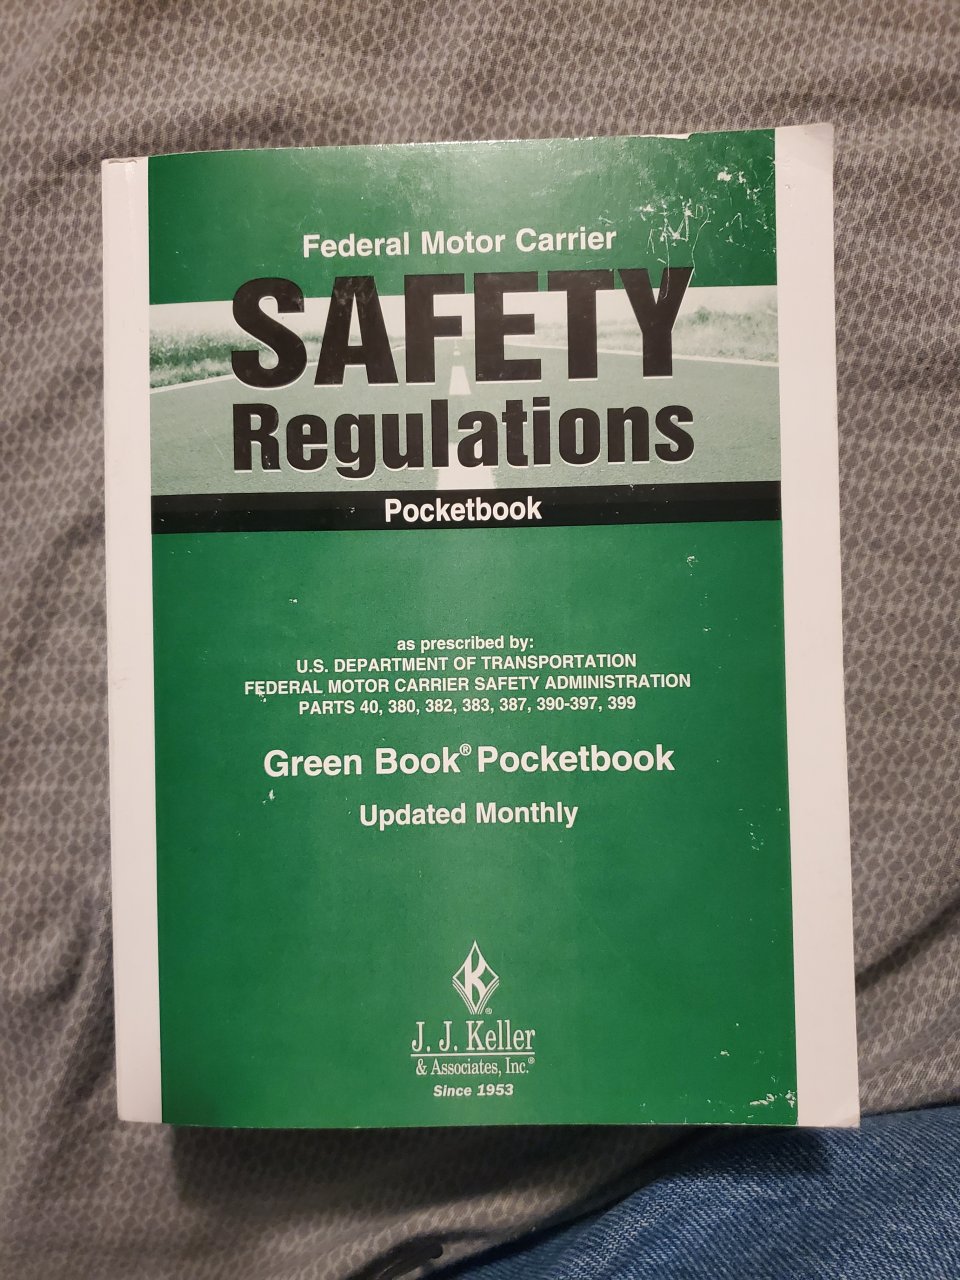 Federal Motor Carrier
SAFETY
Regulations
Pocketbook
as prescribed by:
U.S. DEPARTMENT OF TRANSPORTATION
FEDERAL MOTOR CARRIER SAFETY ADMINISTRATION
PARTS 40, 380, 382, 383, 387, 390-397, 399
Green Book® Pocketbook
Updated Monthly
K®
J. J. Keller
& Associates, Inc.®
Since 1953